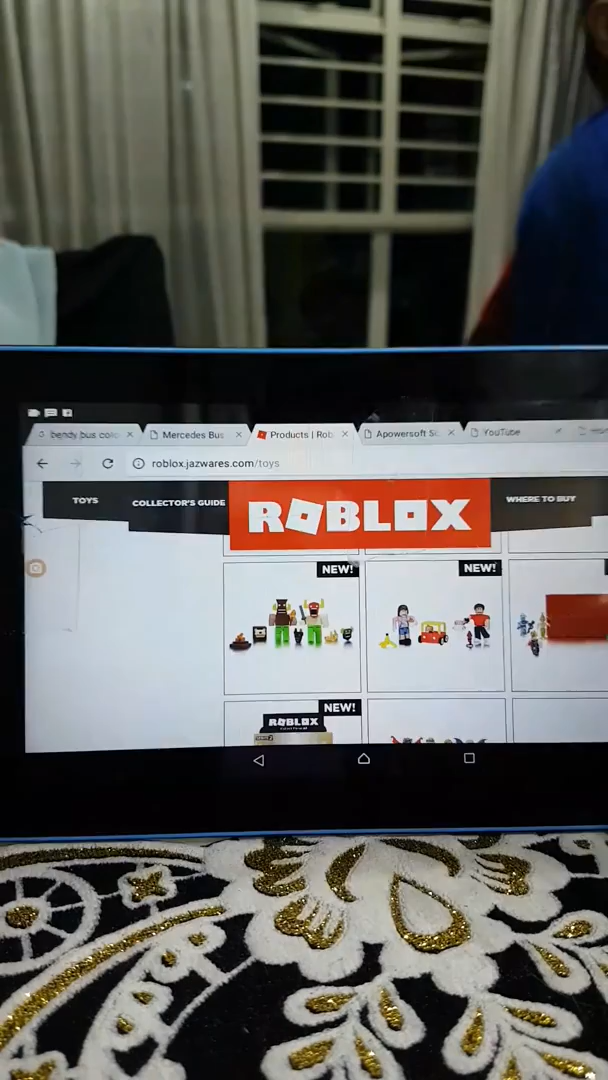 bendy bus colo
Mercedes Bus
Products | Rob
Apowersoft Sc
YouTube
roblox.jazwares.com/toys
TOYS
COLLECTOR'S GUIDE
ROBLOX
WHERE TO BUY
NEW!
NEW!
NEW!
ROBLOX